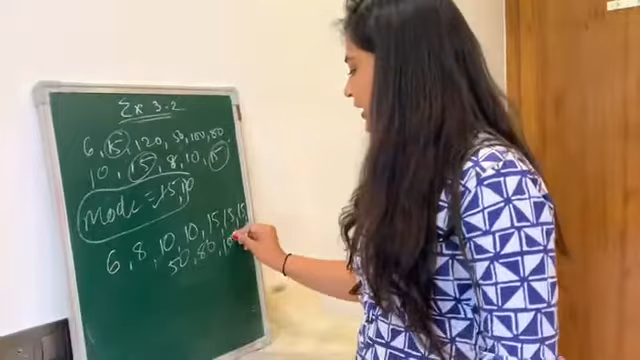 Ex 3.2
6, 15, 120, 50, 100, 80
10, 15, 8, 10, 15
Mode = 15, 10
6, 8, 10, 10, 15, 15, 15
50, 80, 10